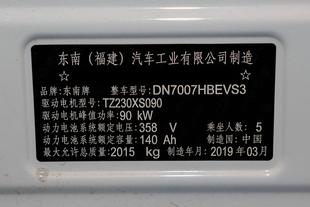 东南（福建）汽车工业有限公司制造
品牌：东南牌 整车型号：DN7007HBEVS3
驱动电机型号：TZ230XS090
驱动电机峰值功率：90 kW
动力电池系统额定电压：358 V 乘坐人数：5
动力电池系统额定容量：140 Ah 制造国：中国
最大允许总质量：2015 kg 制造年月：2019 年 03月